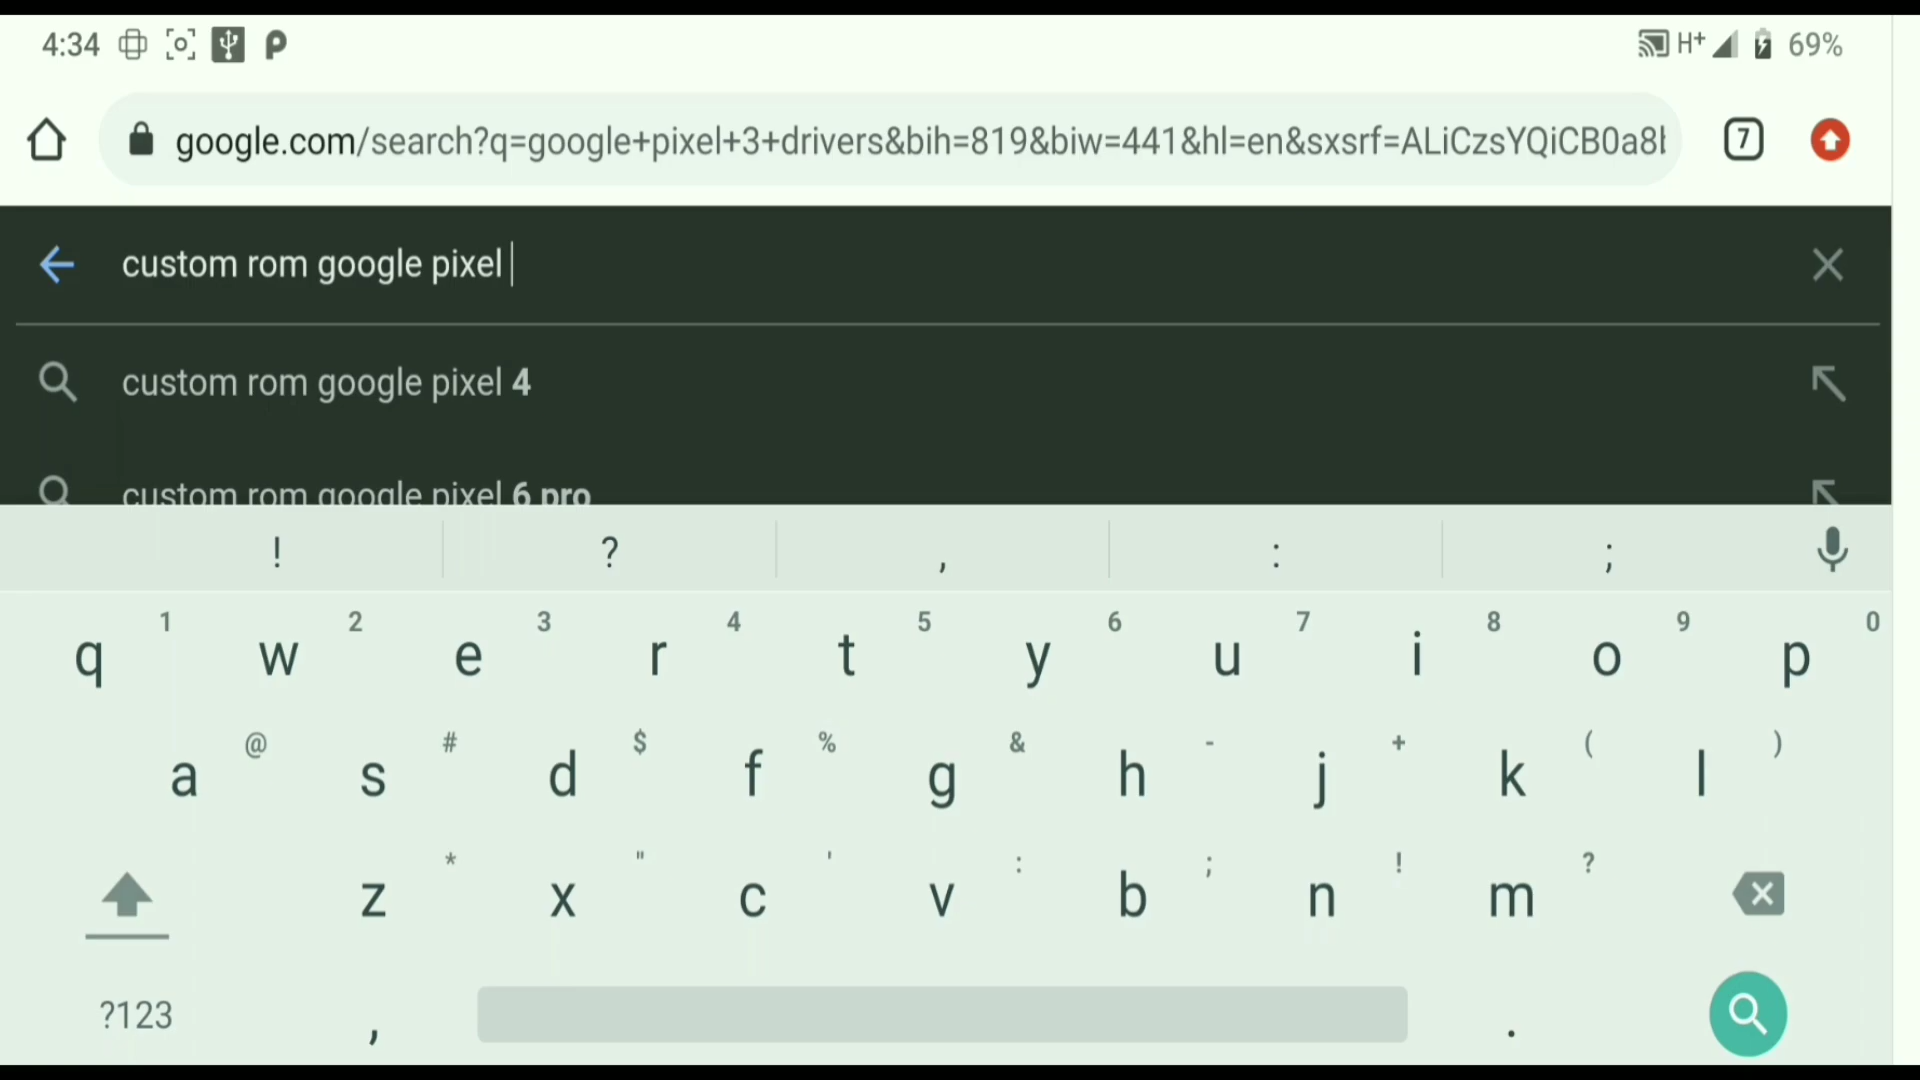 4:34 H+ 69%
google.com/search?q=google+pixel+3+drivers&bih=819&biw=441&hl=en&sxsrf=ALiCzsYQiCB0a8
7
custom rom google pixel
custom rom google pixel 4
custom rom google pixel 6 pro
! ? , : ;
1 2 3 4 5 6 7 8 9 0
q w e r t y u i o p
@ # $ % & - + ( )
a s d f g h j k l
* " ' : ; ! ?
z x c v b n m
?123 , .